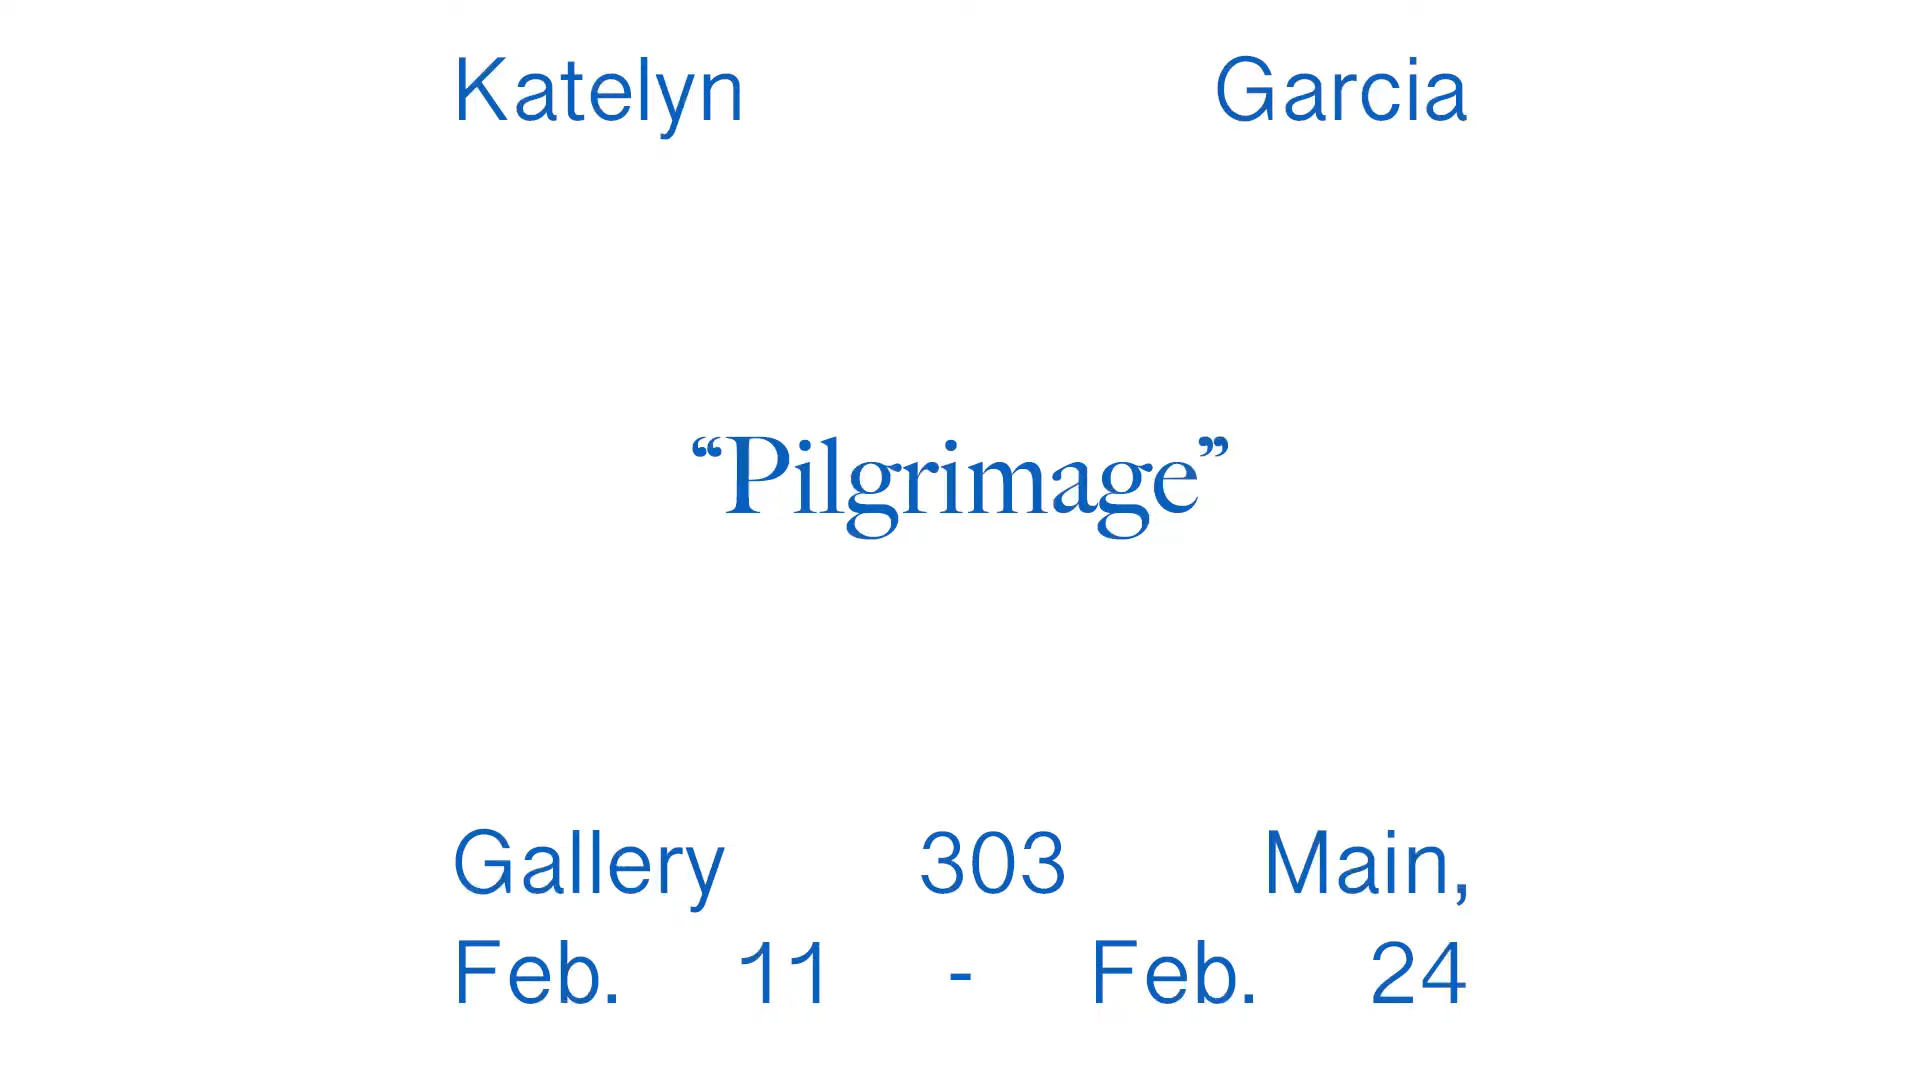 Katelyn Garcia
“Pilgrimage”
Gallery 303 Main,
Feb. 11 - Feb. 24